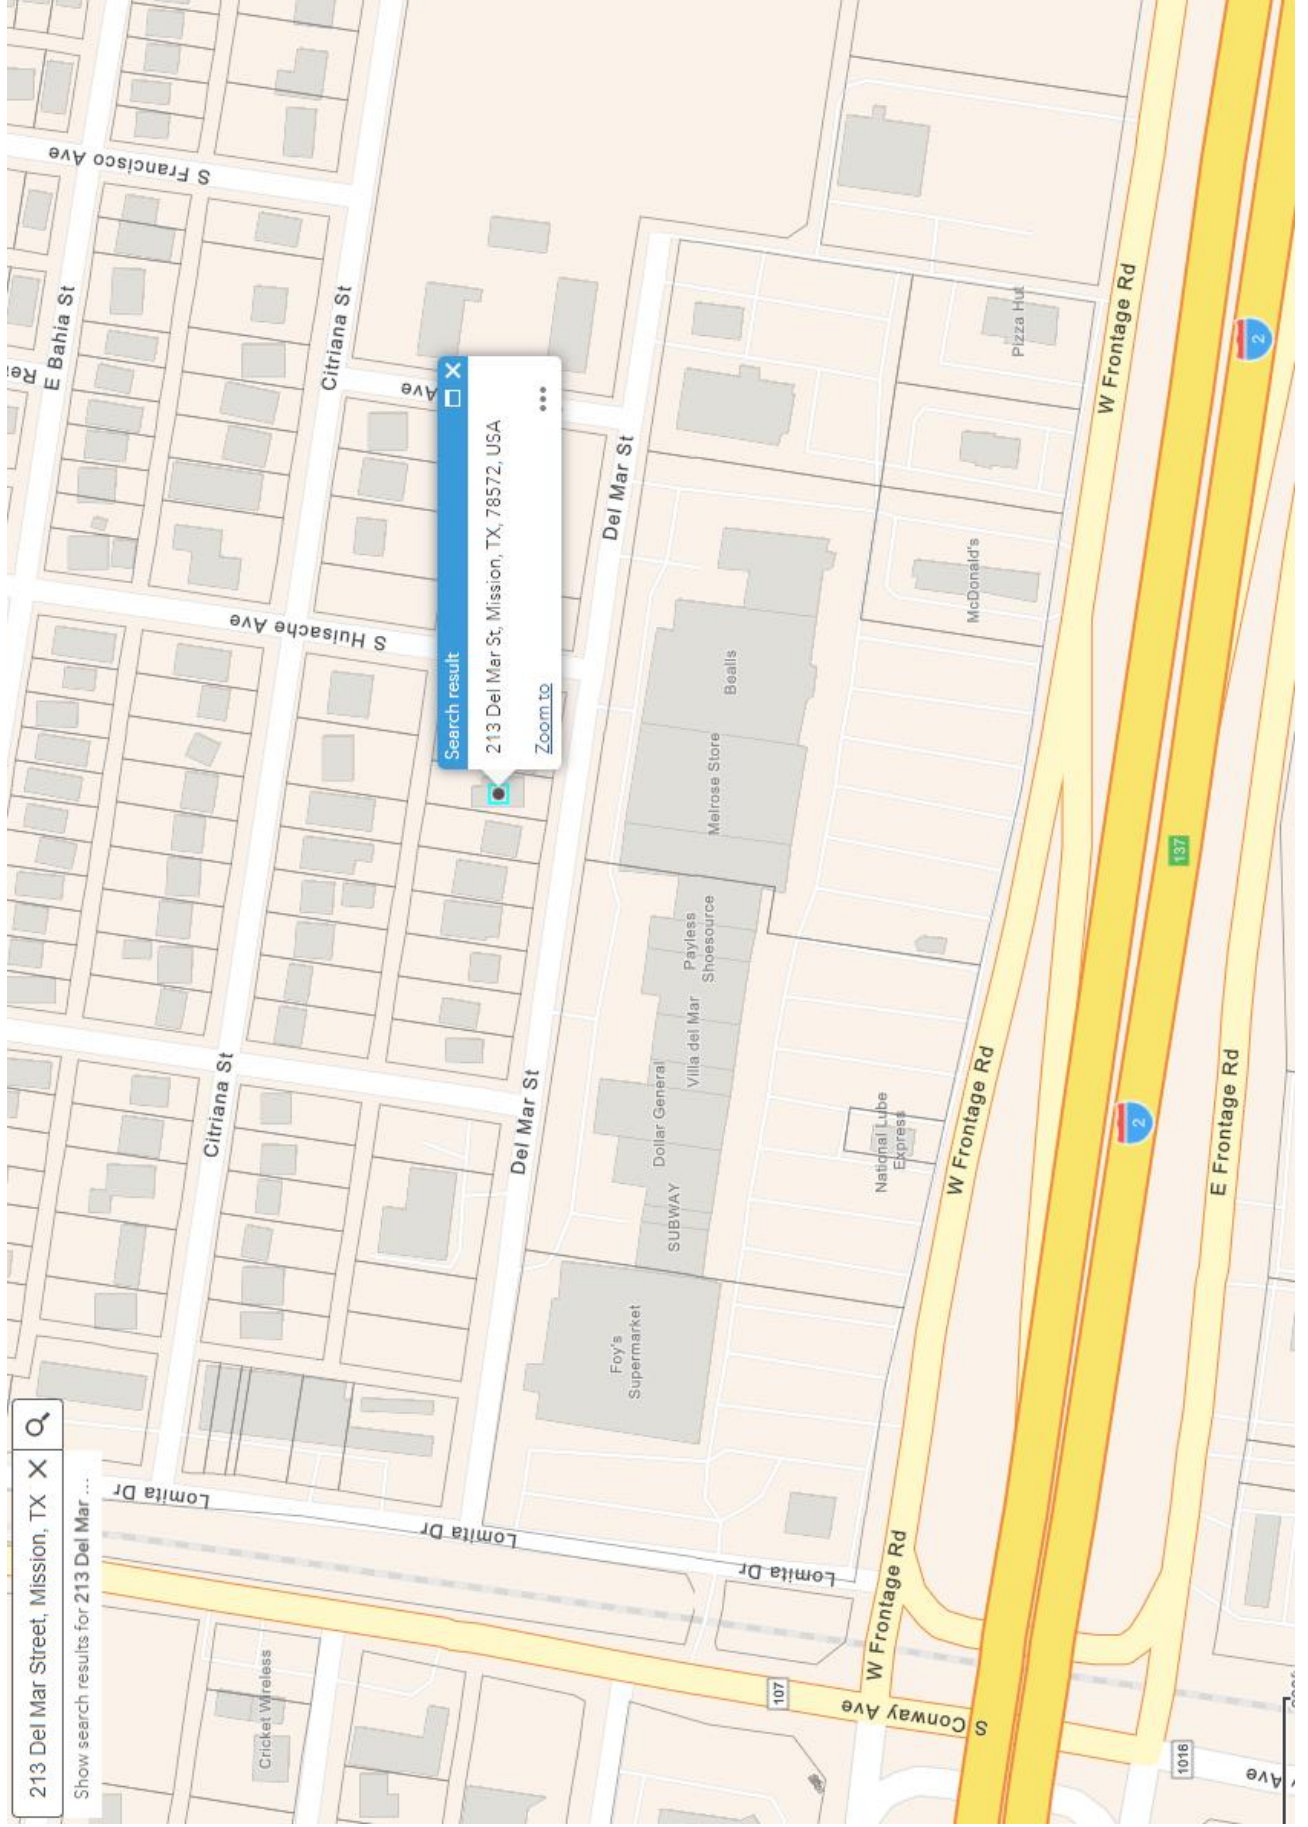 213 Del Mar Street, Mission, TX
Show search results for 213 Del Mar ...
E Bahia St
S Francisco Ave
Lomita Dr
Citriana St
Cricket Wireless
S Huisache Ave
Citriana St
Ave
Search result
213 Del Mar St, Mission, TX, 78572, USA
Zoom to
Lomita Dr
Del Mar St
Del Mar St
Foy's
Supermarket
SUBWAY
Dollar General
Villa del Mar
Payless
Shoesource
Melrose Store
Bealls
107
Lomita Dr
National Lube
Express
McDonald's
Pizza Hut
S Conway Ave
W Frontage Rd
W Frontage Rd
W Frontage Rd
2
137
2
1016
E Frontage Rd
Ave